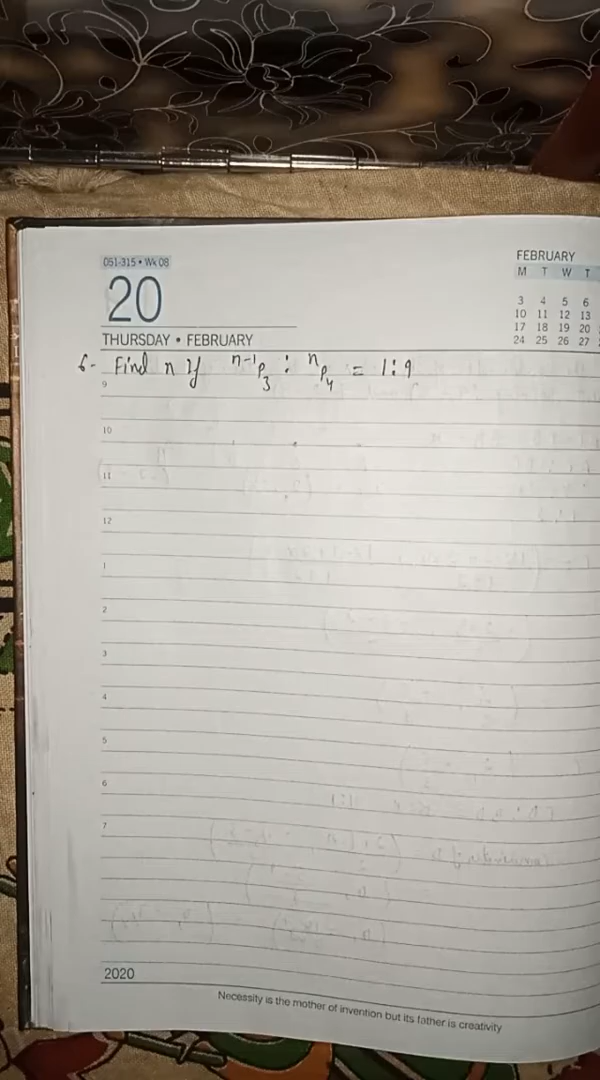 051-315 • Wk 08
20
THURSDAY • FEBRUARY
FEBRUARY
M T W T
3 4 5 6
10 11 12 13
17 18 19 20
24 25 26 27
6- Find n if ⁿ⁻¹P₃ : ⁿP₄ = 1:9
9
10
11
12
1
2
3
4
5
6
7
2020
Necessity is the mother of invention but its father is creativity